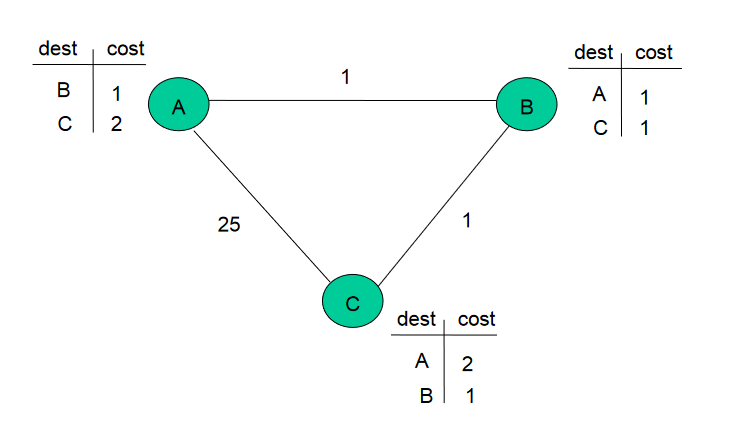 dest cost
B 1
C 2
A
1
B
dest cost
A 1
C 1
25
1
C
dest cost
A 2
B 1